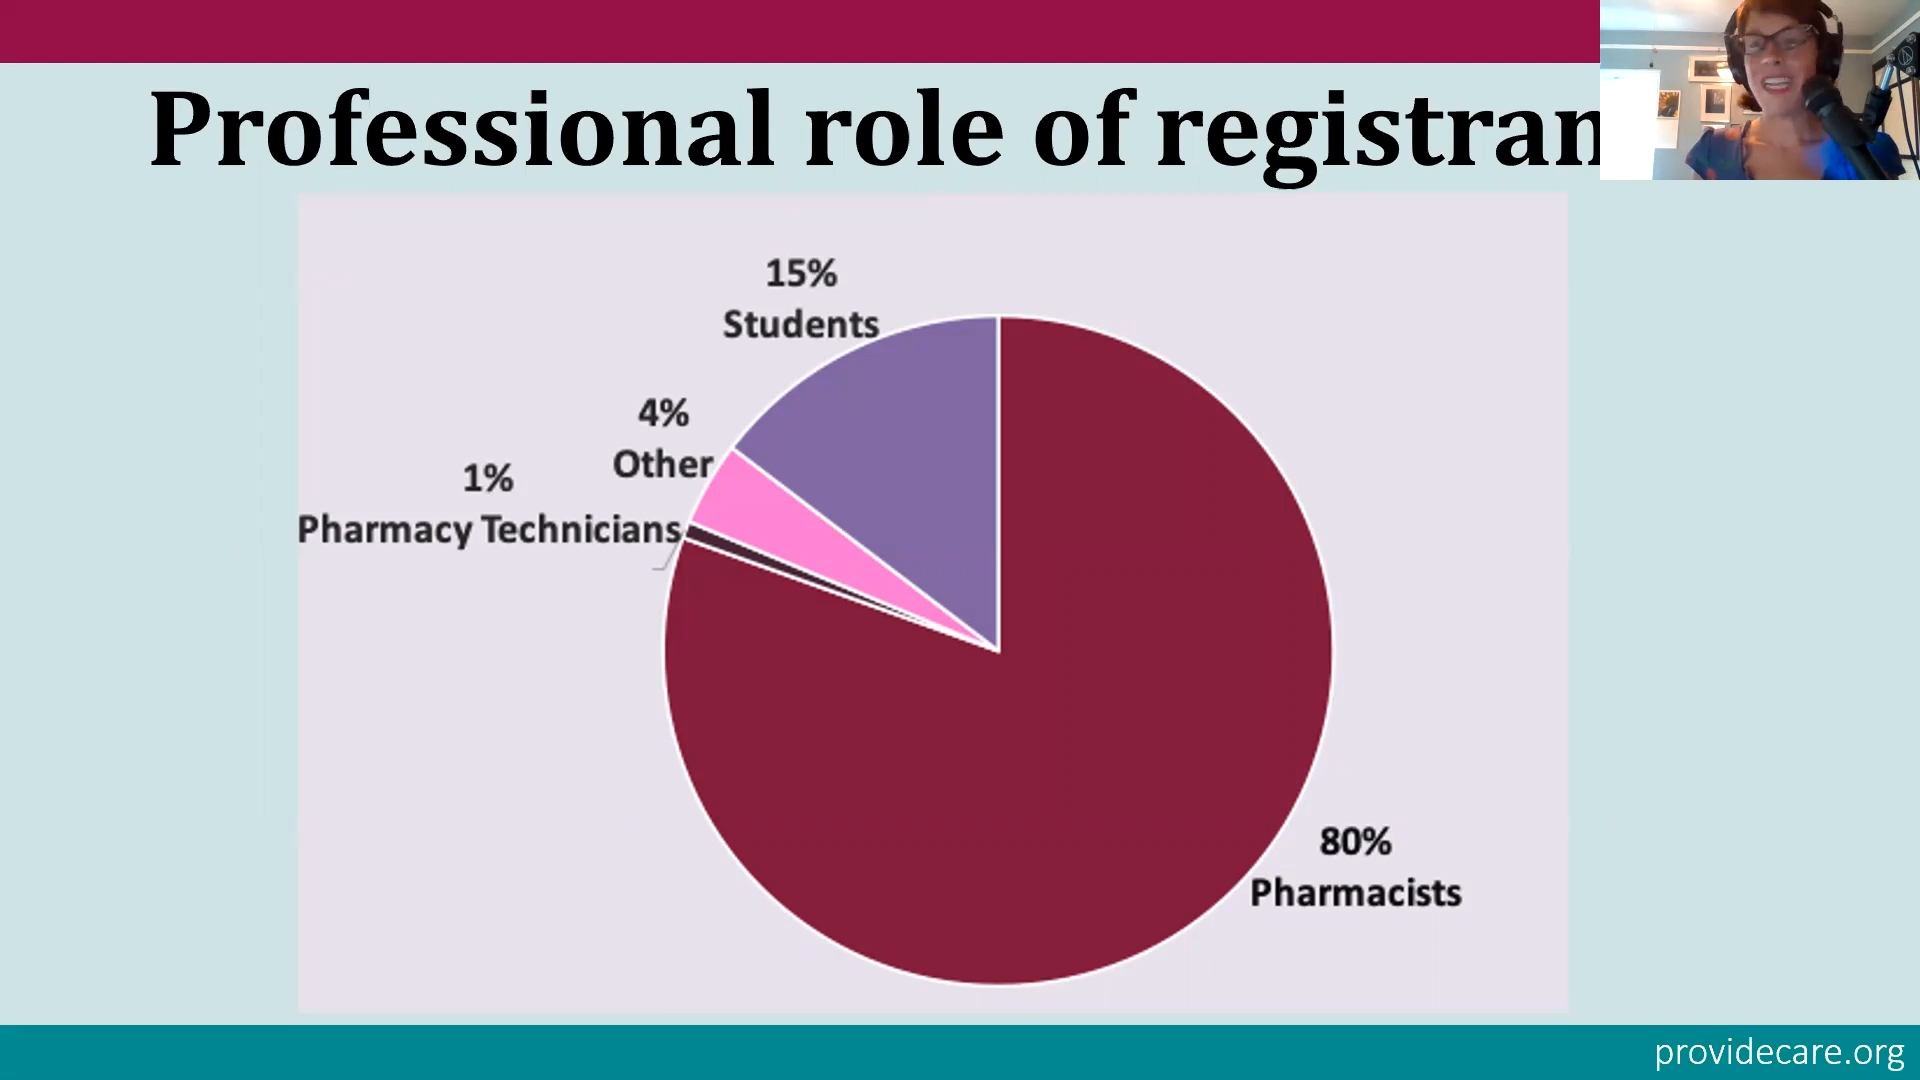 Professional role of registran
15%
Students
4%
Other
1%
Pharmacy Technicians
80%
Pharmacists
providecare.org